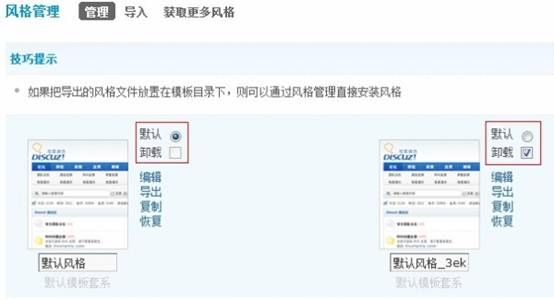 风格管理 管理 导入 获取更多风格
技巧提示
如果把导出的风格文件放置在模板目录下，则可以通过风格管理直接安装风格
默认
卸载
DISCUZ!
编辑
导出
复制
恢复
默认风格
默认模板套系
默认
卸载
DISCUZ!
编辑
导出
复制
恢复
默认风格_3ek
默认模板套系